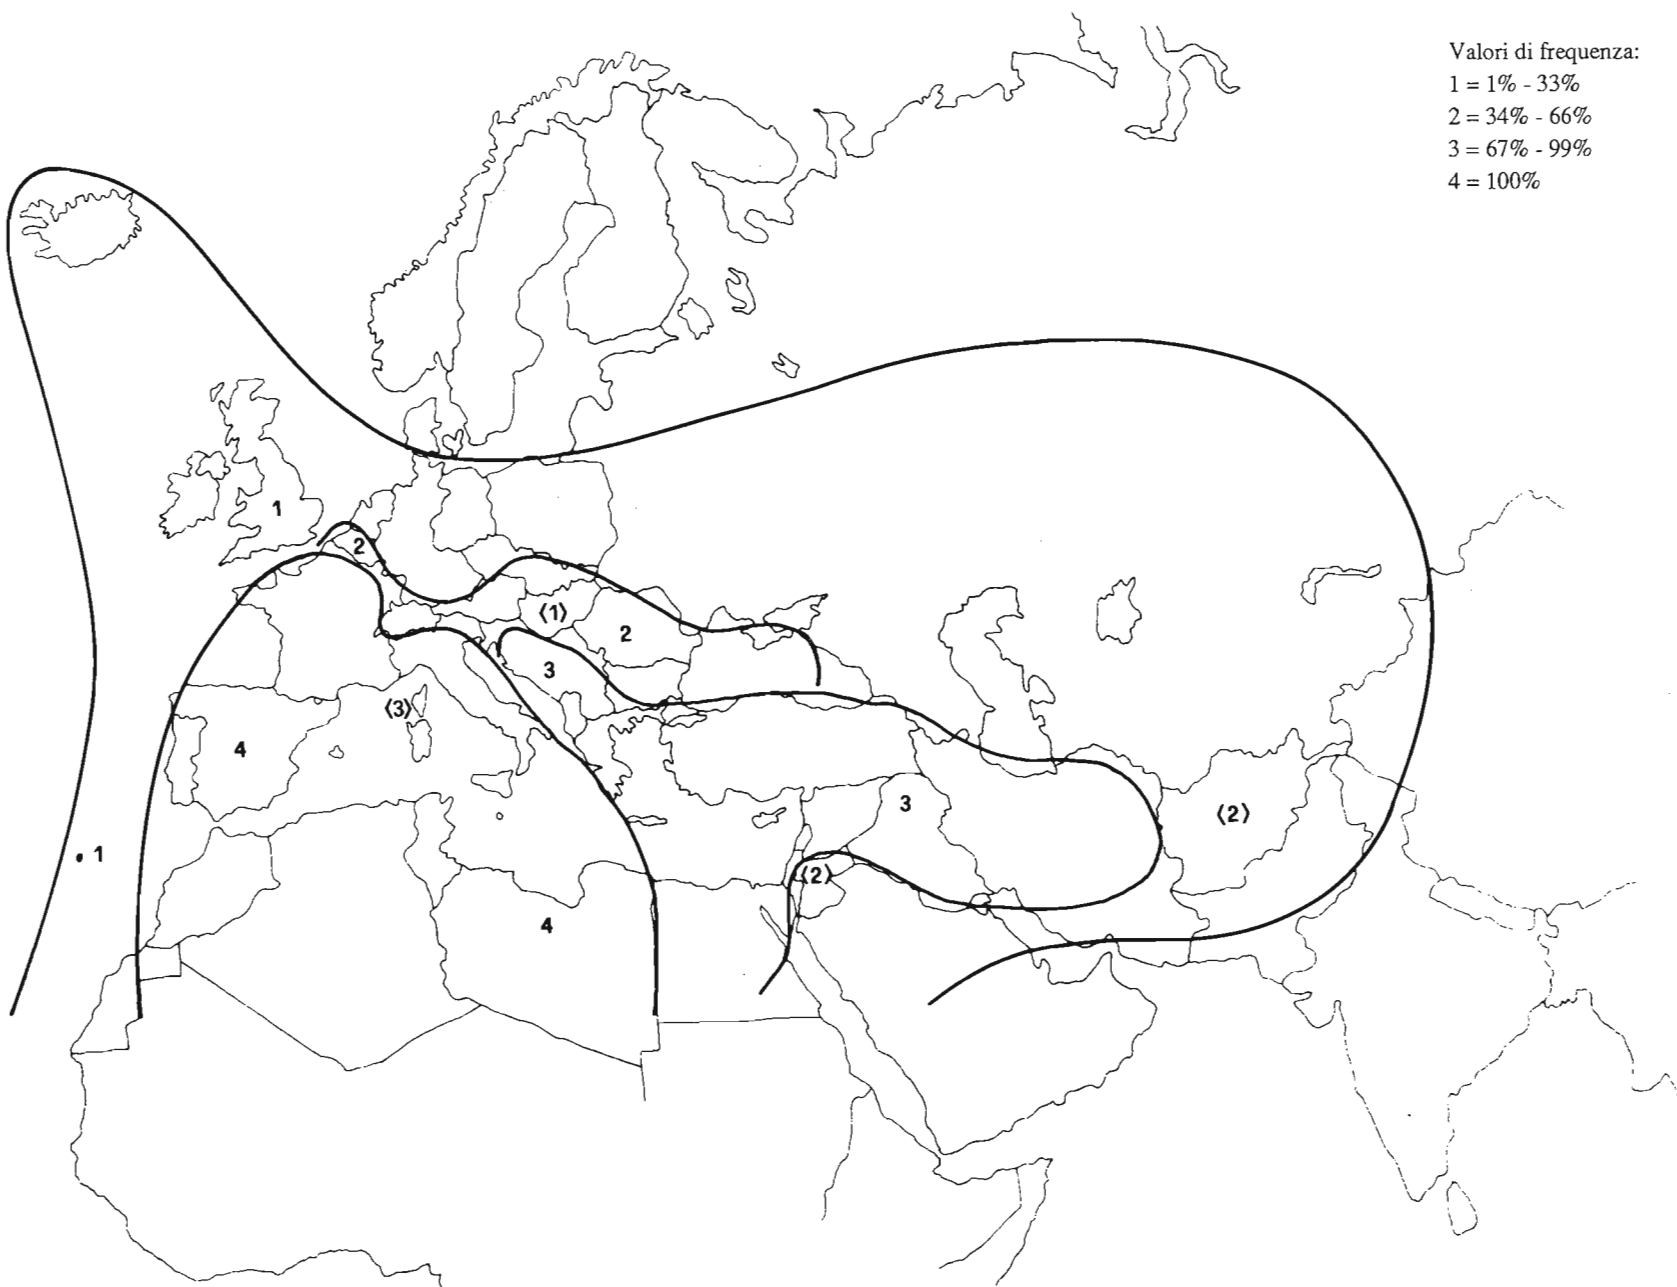 Valori di frequenza:
1 = 1% - 33%
2 = 34% - 66%
3 = 67% - 99%
4 = 100%
1
2
⟨1⟩
2
3
⟨3⟩
4
3
⟨2⟩
1
⟨2⟩
4